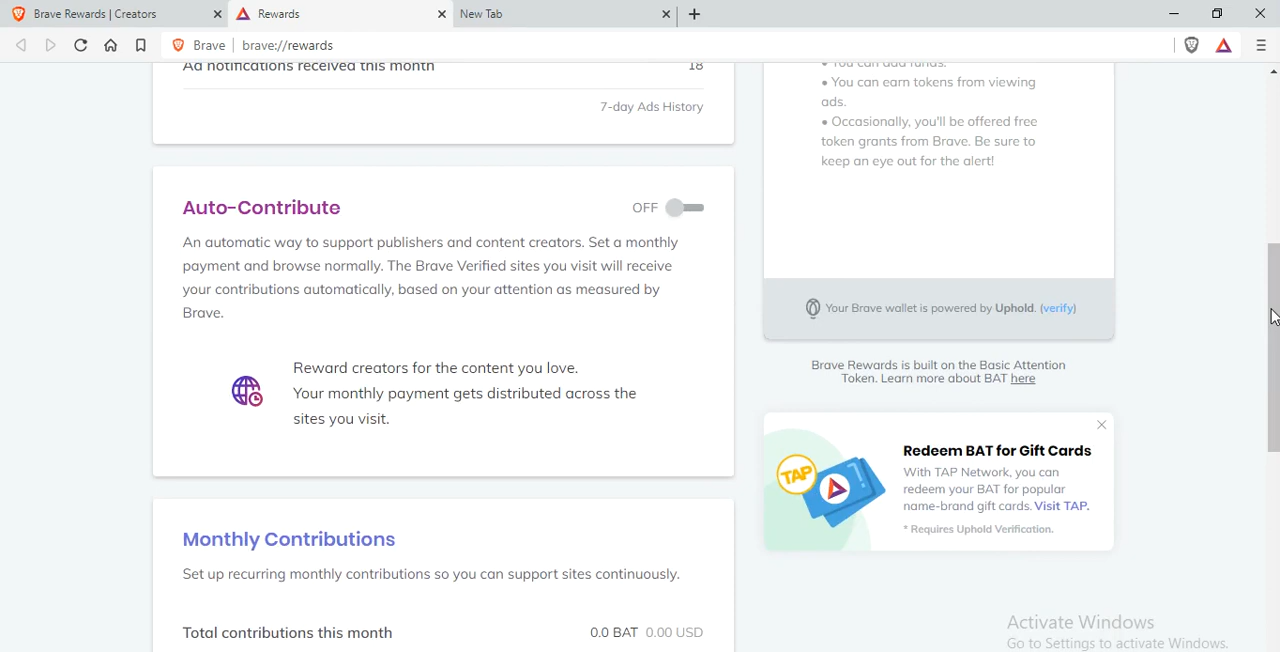 Brave Rewards | Creators
Rewards
New Tab
Brave
brave://rewards
Ad notifications received this month 18
7-day Ads History
Auto-Contribute
OFF
An automatic way to support publishers and content creators. Set a monthly
payment and browse normally. The Brave Verified sites you visit will receive
your contributions automatically, based on your attention as measured by
Brave.
Reward creators for the content you love.
Your monthly payment gets distributed across the
sites you visit.
Monthly Contributions
Set up recurring monthly contributions so you can support sites continuously.
Total contributions this month 0.0 BAT 0.00 USD
• You can add funds.
• You can earn tokens from viewing
ads.
• Occasionally, you'll be offered free
token grants from Brave. Be sure to
keep an eye out for the alert!
Your Brave wallet is powered by Uphold. (verify)
Brave Rewards is built on the Basic Attention
Token. Learn more about BAT here
TAP
Redeem BAT for Gift Cards
With TAP Network, you can
redeem your BAT for popular
name-brand gift cards. Visit TAP.
* Requires Uphold Verification.
Activate Windows
Go to Settings to activate Windows.